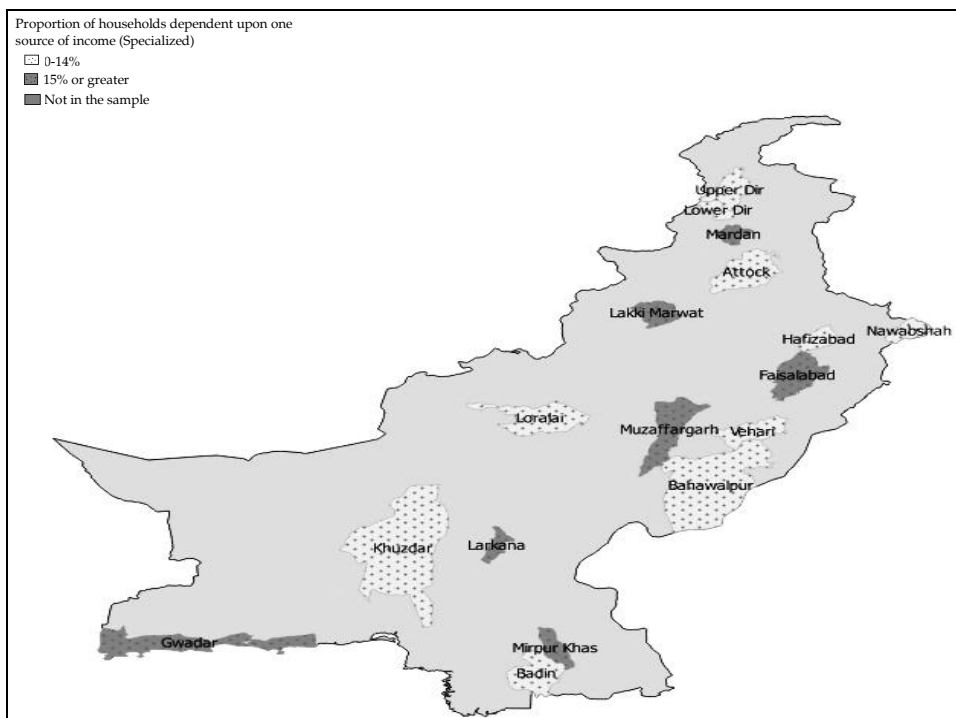 Proportion of households dependent upon one
source of income (Specialized)
0-14%
15% or greater
Not in the sample
Upper Dir
Lower Dir
Mardan
Attock
Lakki Marwat
Nawabshah
Hafizabad
Faisalabad
Loralai
Muzaffargarh
Vehari
Bahawalpur
Khuzdar
Larkana
Gwadar
Mirpur Khas
Badin